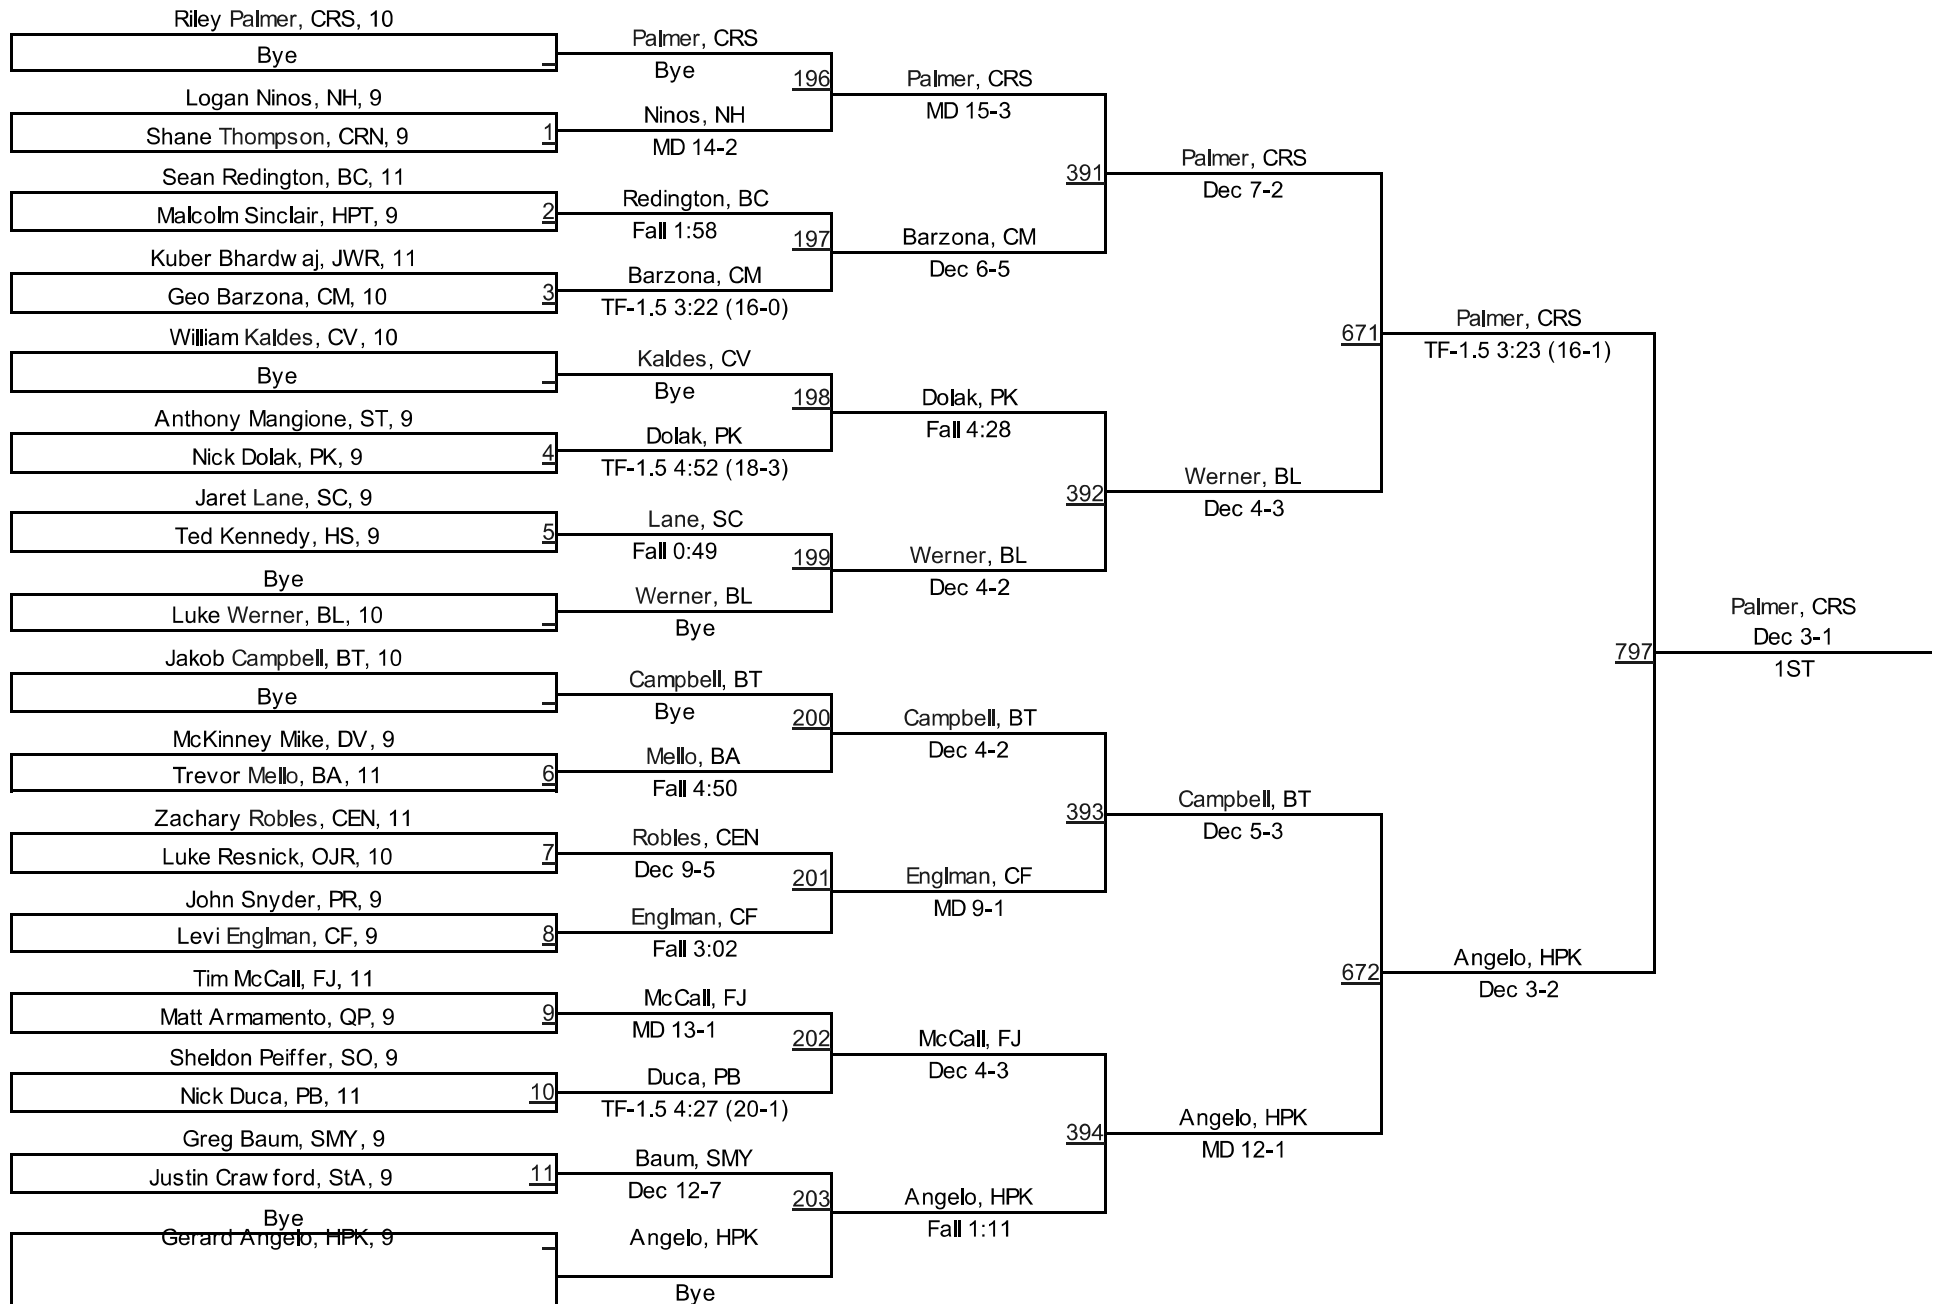 Riley Palmer, CRS, 10
Bye
Logan Ninos, NH, 9
Shane Thompson, CRN, 9
1
Sean Redington, BC, 11
Malcolm Sinclair, HPT, 9
2
Kuber Bhardwaj, JWR, 11
Geo Barzona, CM, 10
3
William Kaldes, CV, 10
Bye
Anthony Mangione, ST, 9
Nick Dolak, PK, 9
4
Jaret Lane, SC, 9
Ted Kennedy, HS, 9
5
Bye
Luke Werner, BL, 10
Jakob Campbell, BT, 10
Bye
McKinney Mike, DV, 9
Trevor Mello, BA, 11
6
Zachary Robles, CEN, 11
Luke Resnick, OJR, 10
7
John Snyder, PR, 9
Levi Englman, CF, 9
8
Tim McCall, FJ, 11
Matt Armamento, QP, 9
9
Sheldon Peiffer, SO, 9
Nick Duca, PB, 11
10
Greg Baum, SMY, 9
Justin Crawford, StA, 9
11
Bye
Gerard Angelo, HPK, 9
Palmer, CRS
Bye
196
Ninos, NH
MD 14-2
Redington, BC
Fall 1:58
197
Barzona, CM
TF-1.5 3:22 (16-0)
Kaldes, CV
Bye
198
Dolak, PK
TF-1.5 4:52 (18-3)
Lane, SC
Fall 0:49
199
Werner, BL
Bye
Campbell, BT
Bye
200
Mello, BA
Fall 4:50
Robles, CEN
Dec 9-5
201
Englman, CF
Fall 3:02
McCall, FJ
MD 13-1
202
Duca, PB
TF-1.5 4:27 (20-1)
Baum, SMY
Dec 12-7
203
Angelo, HPK
Bye
Palmer, CRS
MD 15-3
391
Barzona, CM
Dec 6-5
Dolak, PK
Fall 4:28
392
Werner, BL
Dec 4-2
Campbell, BT
Dec 4-2
393
Englman, CF
MD 9-1
McCall, FJ
Dec 4-3
394
Angelo, HPK
Fall 1:11
Palmer, CRS
Dec 7-2
671
Werner, BL
Dec 4-3
Campbell, BT
Dec 5-3
672
Angelo, HPK
MD 12-1
Palmer, CRS
TF-1.5 3:23 (16-1)
797
Angelo, HPK
Dec 3-2
Palmer, CRS
Dec 3-1
1ST